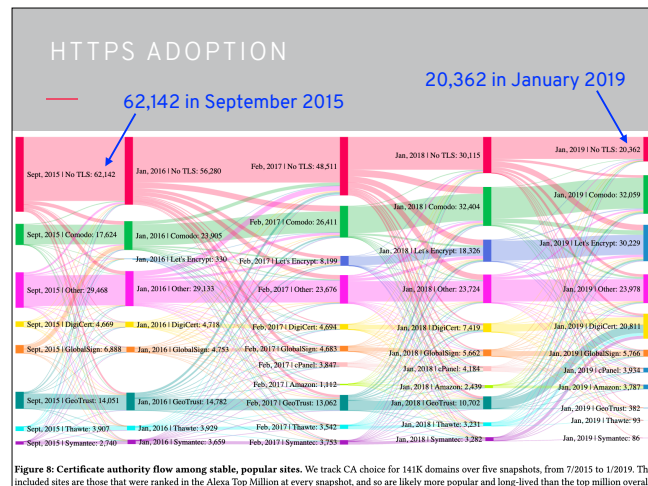 HTTPS ADOPTION
62,142 in September 2015
20,362 in January 2019
Sept, 2015 | No TLS: 62,142
Sept, 2015 | Comodo: 17,624
Sept, 2015 | Other: 29,468
Sept, 2015 | DigiCert: 4,669
Sept, 2015 | GlobalSign: 6,888
Sept, 2015 | GeoTrust: 14,051
Sept, 2015 | Thawte: 3,907
Sept, 2015 | Symantec: 2,740
Jan, 2016 | No TLS: 56,280
Jan, 2016 | Comodo: 23,905
Jan, 2016 | Let's Encrypt: 330
Jan, 2016 | Other: 29,133
Jan, 2016 | DigiCert: 4,718
Jan, 2016 | GlobalSign: 4,753
Jan, 2016 | GeoTrust: 14,782
Jan, 2016 | Thawte: 3,929
Jan, 2016 | Symantec: 3,659
Feb, 2017 | No TLS: 48,511
Feb, 2017 | Comodo: 26,411
Feb, 2017 | Let's Encrypt: 8,199
Feb, 2017 | Other: 23,676
Feb, 2017 | DigiCert: 4,694
Feb, 2017 | GlobalSign: 4,683
Feb, 2017 | cPanel: 3,847
Feb, 2017 | Amazon: 1,112
Feb, 2017 | GeoTrust: 13,062
Feb, 2017 | Thawte: 3,542
Feb, 2017 | Symantec: 3,753
Jan, 2018 | No TLS: 30,115
Jan, 2018 | Comodo: 32,404
Jan, 2018 | Let's Encrypt: 18,326
Jan, 2018 | Other: 23,724
Jan, 2018 | DigiCert: 7,419
Jan, 2018 | GlobalSign: 5,662
Jan, 2018 | cPanel: 4,184
Jan, 2018 | Amazon: 2,439
Jan, 2018 | GeoTrust: 10,702
Jan, 2018 | Thawte: 3,231
Jan, 2018 | Symantec: 3,282
Jan, 2019 | No TLS: 20,362
Jan, 2019 | Comodo: 32,059
Jan, 2019 | Let's Encrypt: 30,229
Jan, 2019 | Other: 23,978
Jan, 2019 | DigiCert: 20,811
Jan, 2019 | GlobalSign: 5,766
Jan, 2019 | cPanel: 3,934
Jan, 2019 | Amazon: 3,787
Jan, 2019 | GeoTrust: 382
Jan, 2019 | Thawte: 93
Jan, 2019 | Symantec: 86
Figure 8: Certificate authority flow among stable, popular sites. We track CA choice for 141K domains over five snapshots, from 7/2015 to 1/2019. Th
included sites are those that were ranked in the Alexa Top Million at every snapshot, and so are likely more popular and long-lived than the top million overal